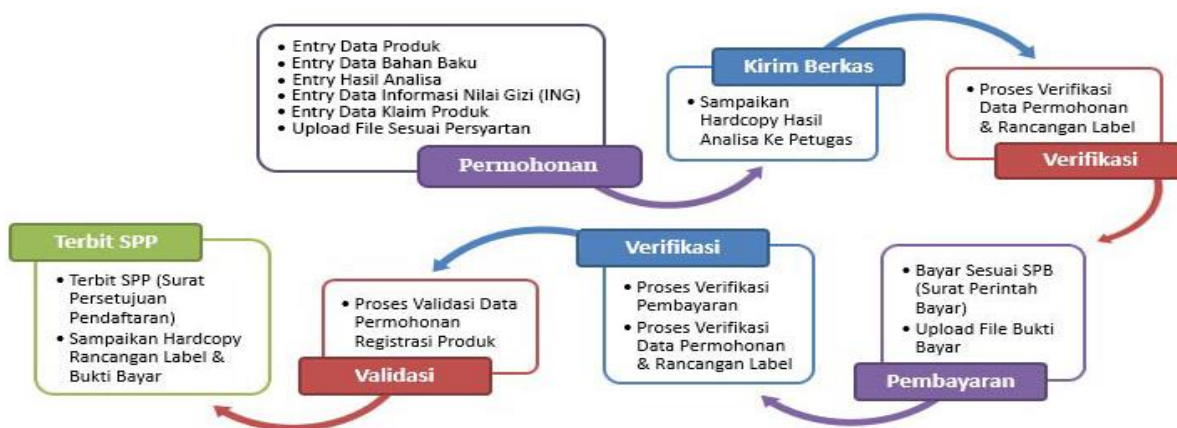 • Entry Data Produk
• Entry Data Bahan Baku
• Entry Hasil Analisa
• Entry Data Informasi Nilai Gizi (ING)
• Entry Data Klaim Produk
• Upload File Sesuai Persyartan
Permohonan
Kirim Berkas
• Sampaikan
Hardcopy Hasil
Analisa Ke Petugas
• Proses Verifikasi
Data Permohonan
& Rancangan Label
Verifikasi
• Bayar Sesuai SPB
(Surat Perintah
Bayar)
• Upload File Bukti
Bayar
Pembayaran
Verifikasi
• Proses Verifikasi
Pembayaran
• Proses Verifikasi
Data Permohonan
& Rancangan Label
• Proses Validasi Data
Permohonan
Registrasi Produk
Validasi
Terbit SPP
• Terbit SPP (Surat
Persetujuan
Pendaftaran)
• Sampaikan Hardcopy
Rancangan Label &
Bukti Bayar